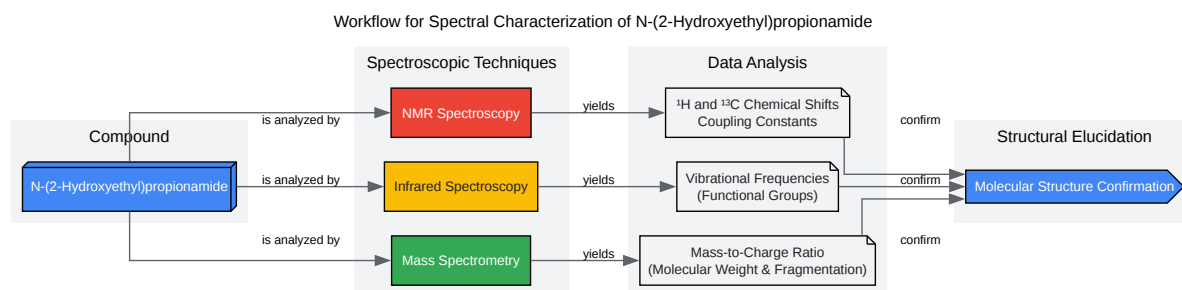 Workflow for Spectral Characterization of N-(2-Hydroxyethyl)propionamide
Compound
N-(2-Hydroxyethyl)propionamide
is analyzed by
is analyzed by
is analyzed by
Spectroscopic Techniques
NMR Spectroscopy
Infrared Spectroscopy
Mass Spectrometry
yields
yields
yields
Data Analysis
¹H and ¹³C Chemical Shifts
Coupling Constants
Vibrational Frequencies
(Functional Groups)
Mass-to-Charge Ratio
(Molecular Weight & Fragmentation)
confirm
confirm
confirm
Structural Elucidation
Molecular Structure Confirmation